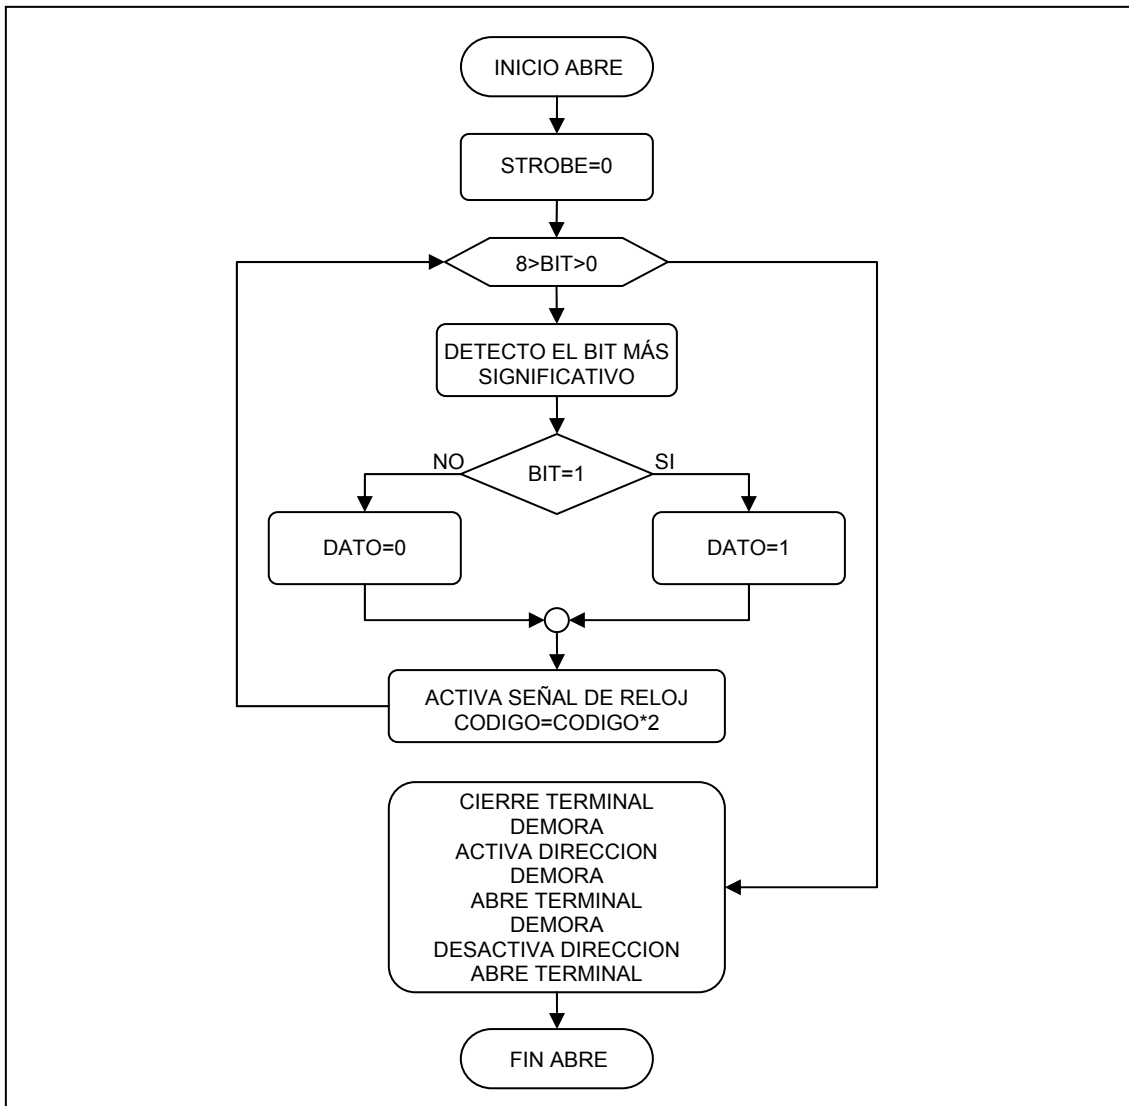 INICIO ABRE
STROBE=0
8>BIT>0
DETECTO EL BIT MÁS
SIGNIFICATIVO
NO
BIT=1
SI
DATO=0
DATO=1
ACTIVA SEÑAL DE RELOJ
CODIGO=CODIGO*2
CIERRE TERMINAL
DEMORA
ACTIVA DIRECCION
DEMORA
ABRE TERMINAL
DEMORA
DESACTIVA DIRECCION
ABRE TERMINAL
FIN ABRE